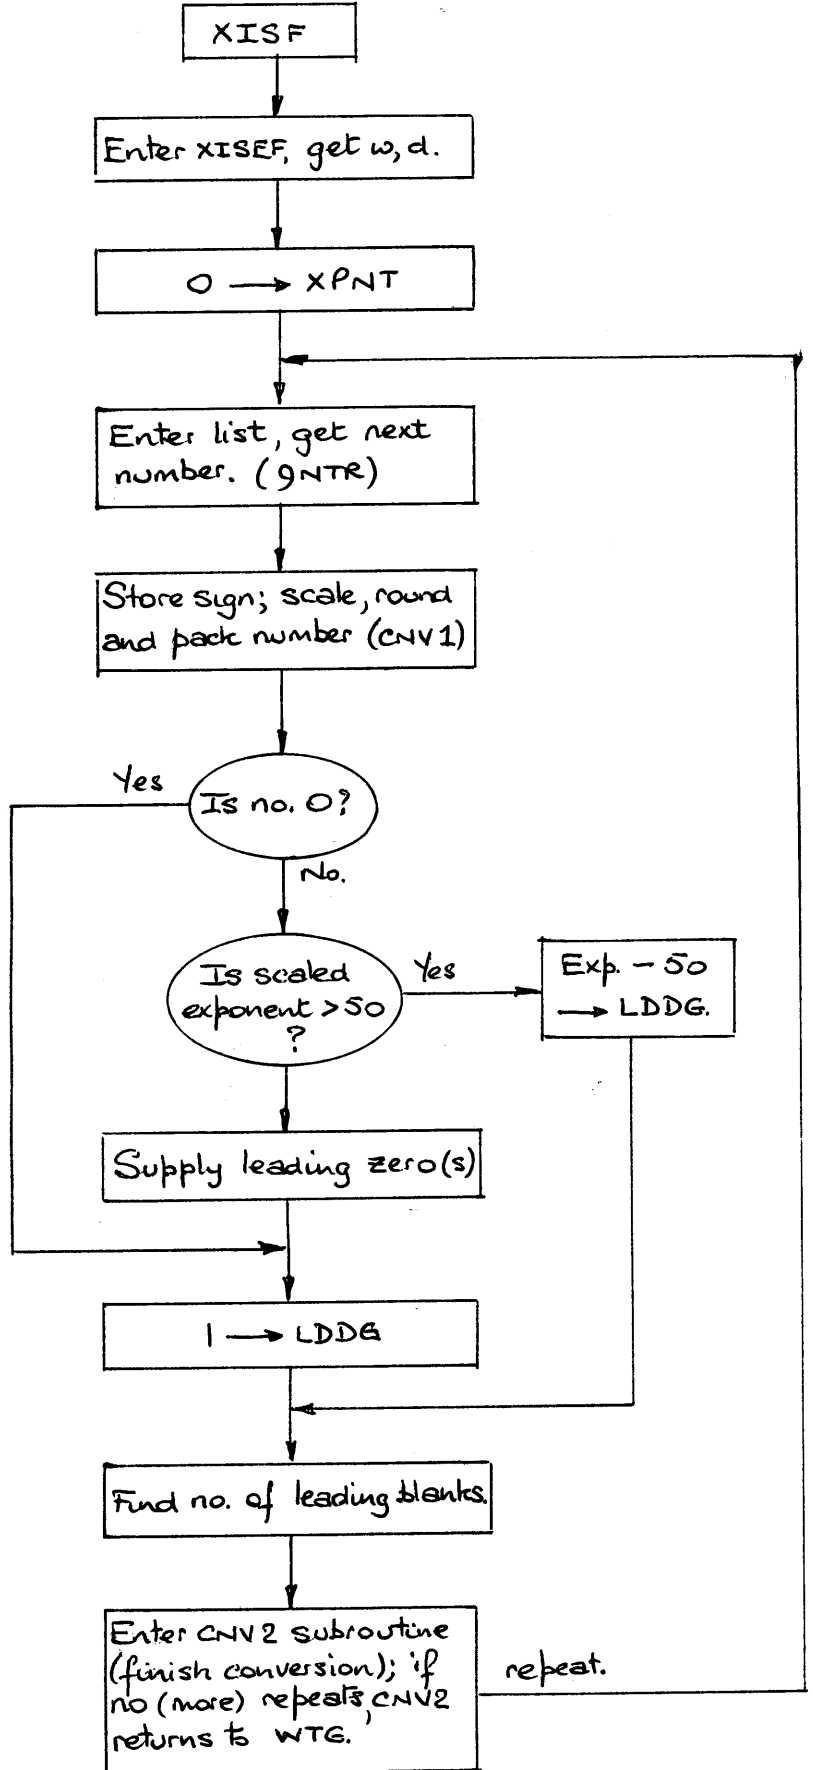 XISF
Enter XISEF, get w, d.
0 → XPNT
Enter list, get next
number. (9NTR)
Store sign; scale, round
and pack number (CNV1)
Yes
Is no. 0?
No.
Is scaled
exponent > 50
?
Yes
Exp. - 50
→ LDDG.
Supply leading zero(s)
1 → LDDG
Find no. of leading blanks.
Enter CNV2 subroutine
(finish conversion); if
no (more) repeats, CNV2
returns to WTG.
repeat.